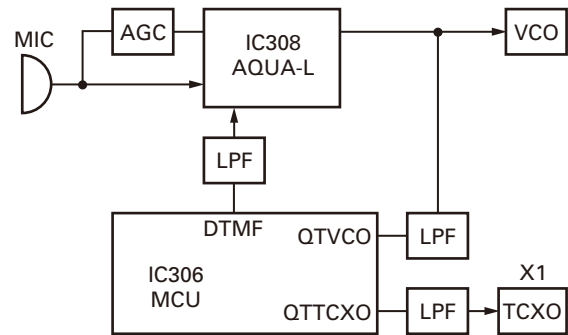 MIC
AGC
IC308
AQUA-L
VCO
LPF
DTMF
QTVCO
LPF
IC306
MCU
X1
QTTCXO
LPF
TCXO